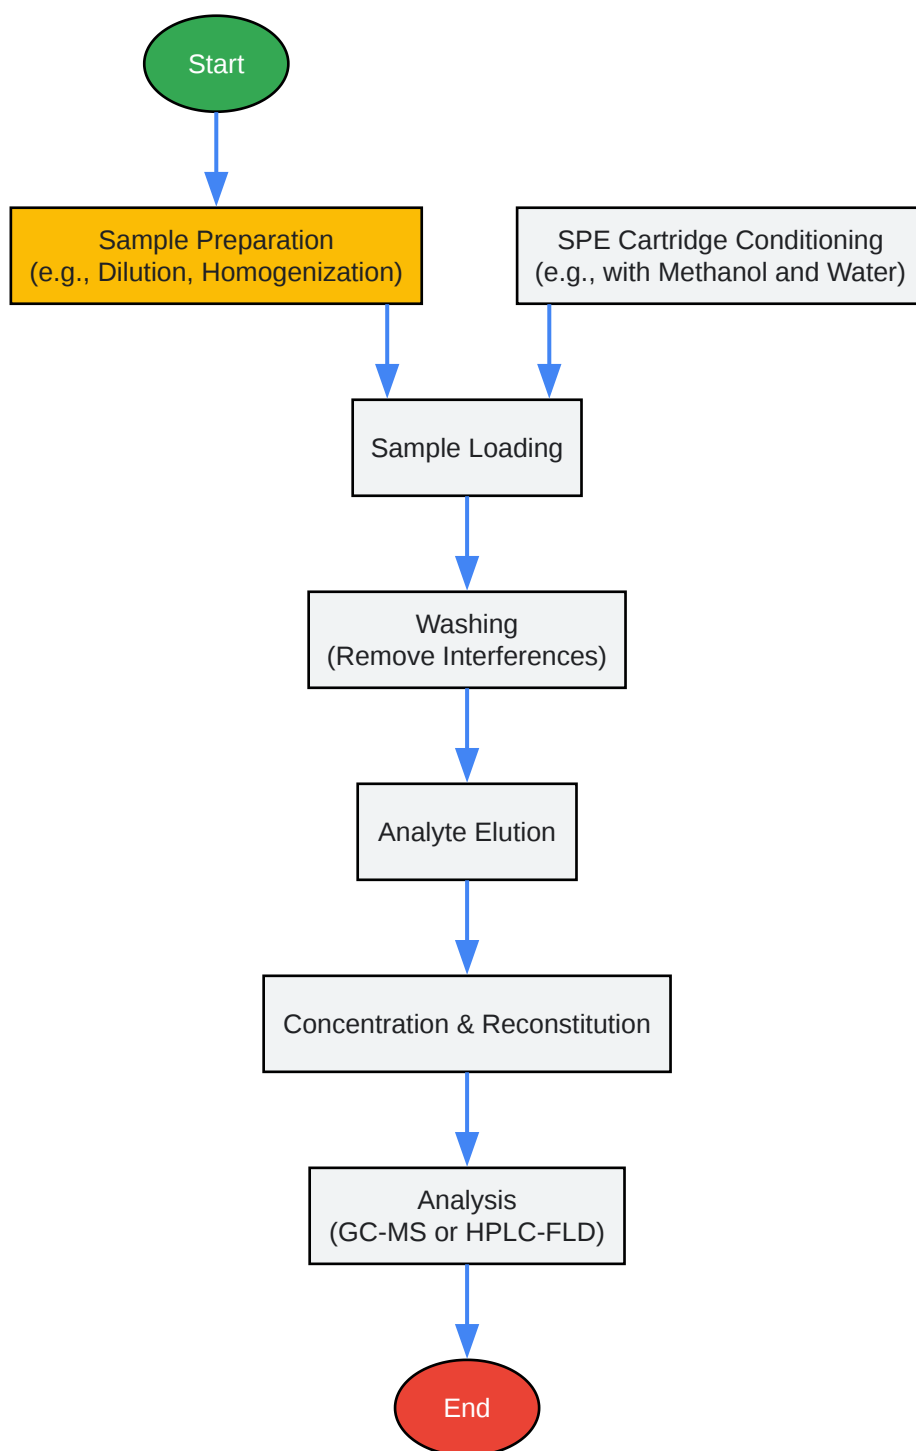 Start
Sample Preparation
(e.g., Dilution, Homogenization)
SPE Cartridge Conditioning
(e.g., with Methanol and Water)
Sample Loading
Washing
(Remove Interferences)
Analyte Elution
Concentration & Reconstitution
Analysis
(GC-MS or HPLC-FLD)
End